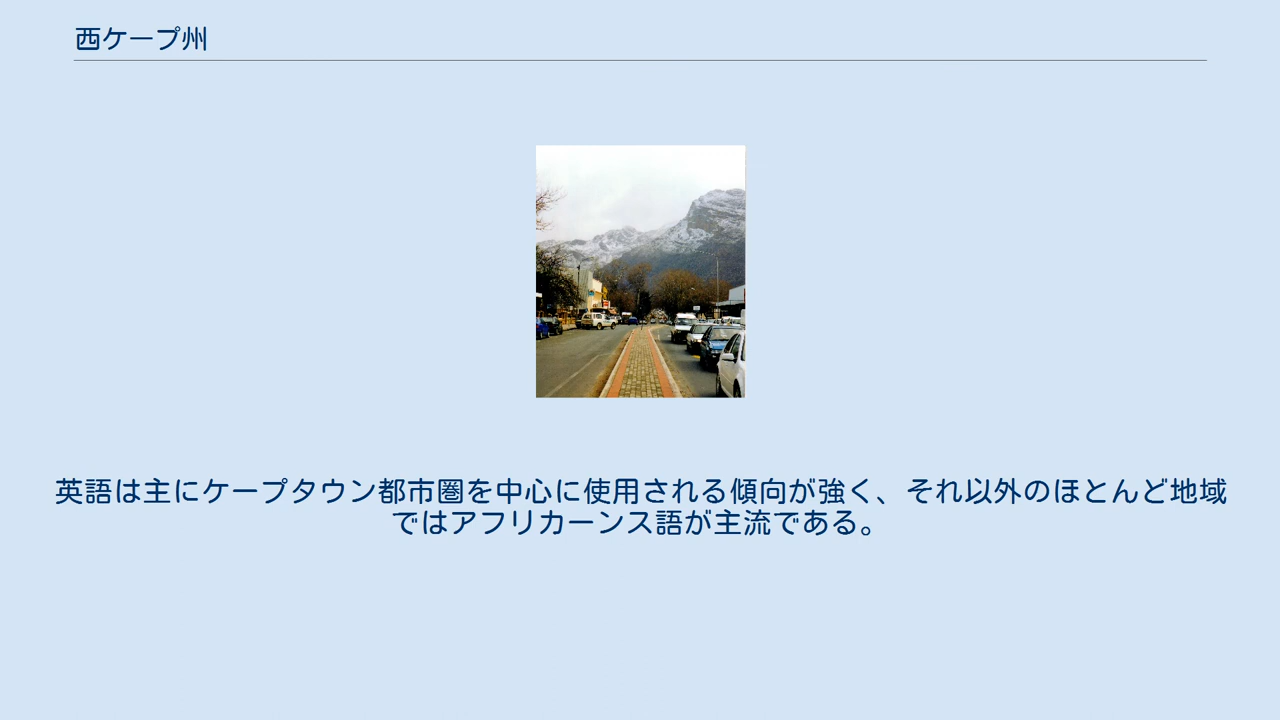 西ケープ州
英語は主にケープタウン都市圏を中心に使用される傾向が強く、それ以外のほとんど地域
ではアフリカーンス語が主流である。